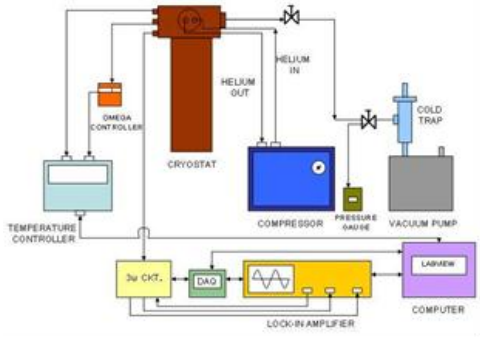 HELIUM
IN
HELIUM
OUT
COLD
TRAP
OMEGA
CONTROLLER
CRYOSTAT
TEMPERATURE
CONTROLLER
COMPRESSOR
PRESSURE
GAUGE
VACUUM PUMP
3ω CKT.
DAQ
LABVIEW
COMPUTER
LOCK-IN AMPLIFIER